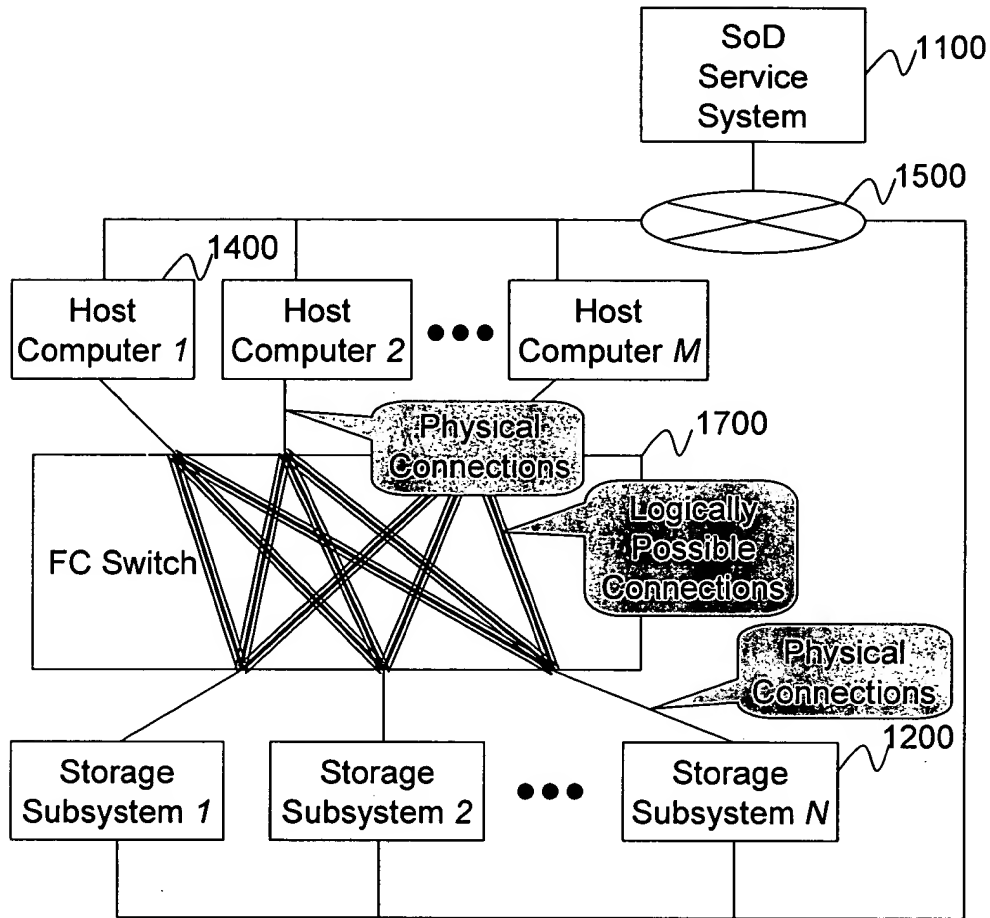 SoD
Service
System
1100
1500
1400
Host
Computer 1
Host
Computer 2
Host
Computer M
Physical
Connections
1700
Logically
Possible
Connections
FC Switch
Physical
Connections
1200
Storage
Subsystem 1
Storage
Subsystem 2
Storage
Subsystem N